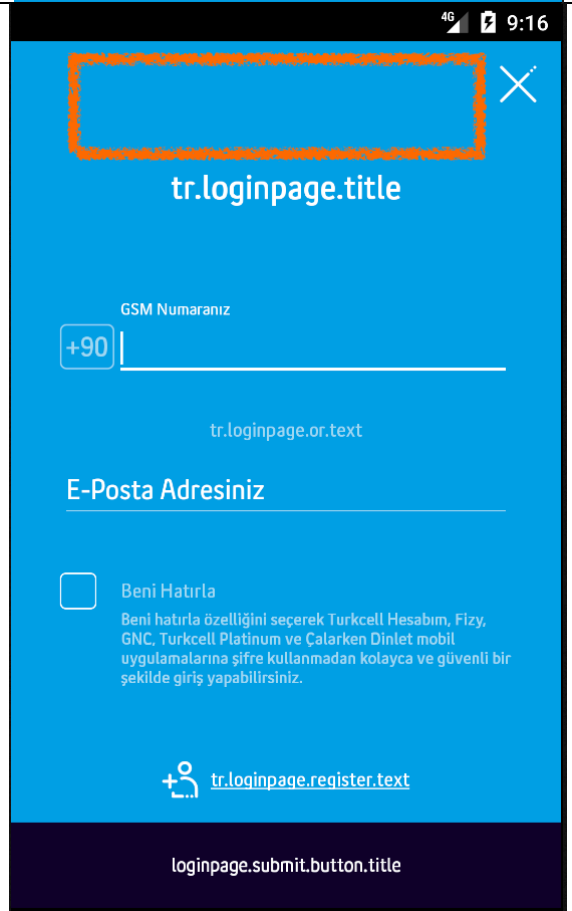 4G 9:16
tr.loginpage.title
GSM Numaranız
+90
tr.loginpage.or.text
E-Posta Adresiniz
Beni Hatırla
Beni hatırla özelliğini seçerek Turkcell Hesabım, Fizy,
GNC, Turkcell Platinum ve Çalarken Dinlet mobil
uygulamalarına şifre kullanmadan kolayca ve güvenli bir
şekilde giriş yapabilirsiniz.
tr.loginpage.register.text
loginpage.submit.button.title